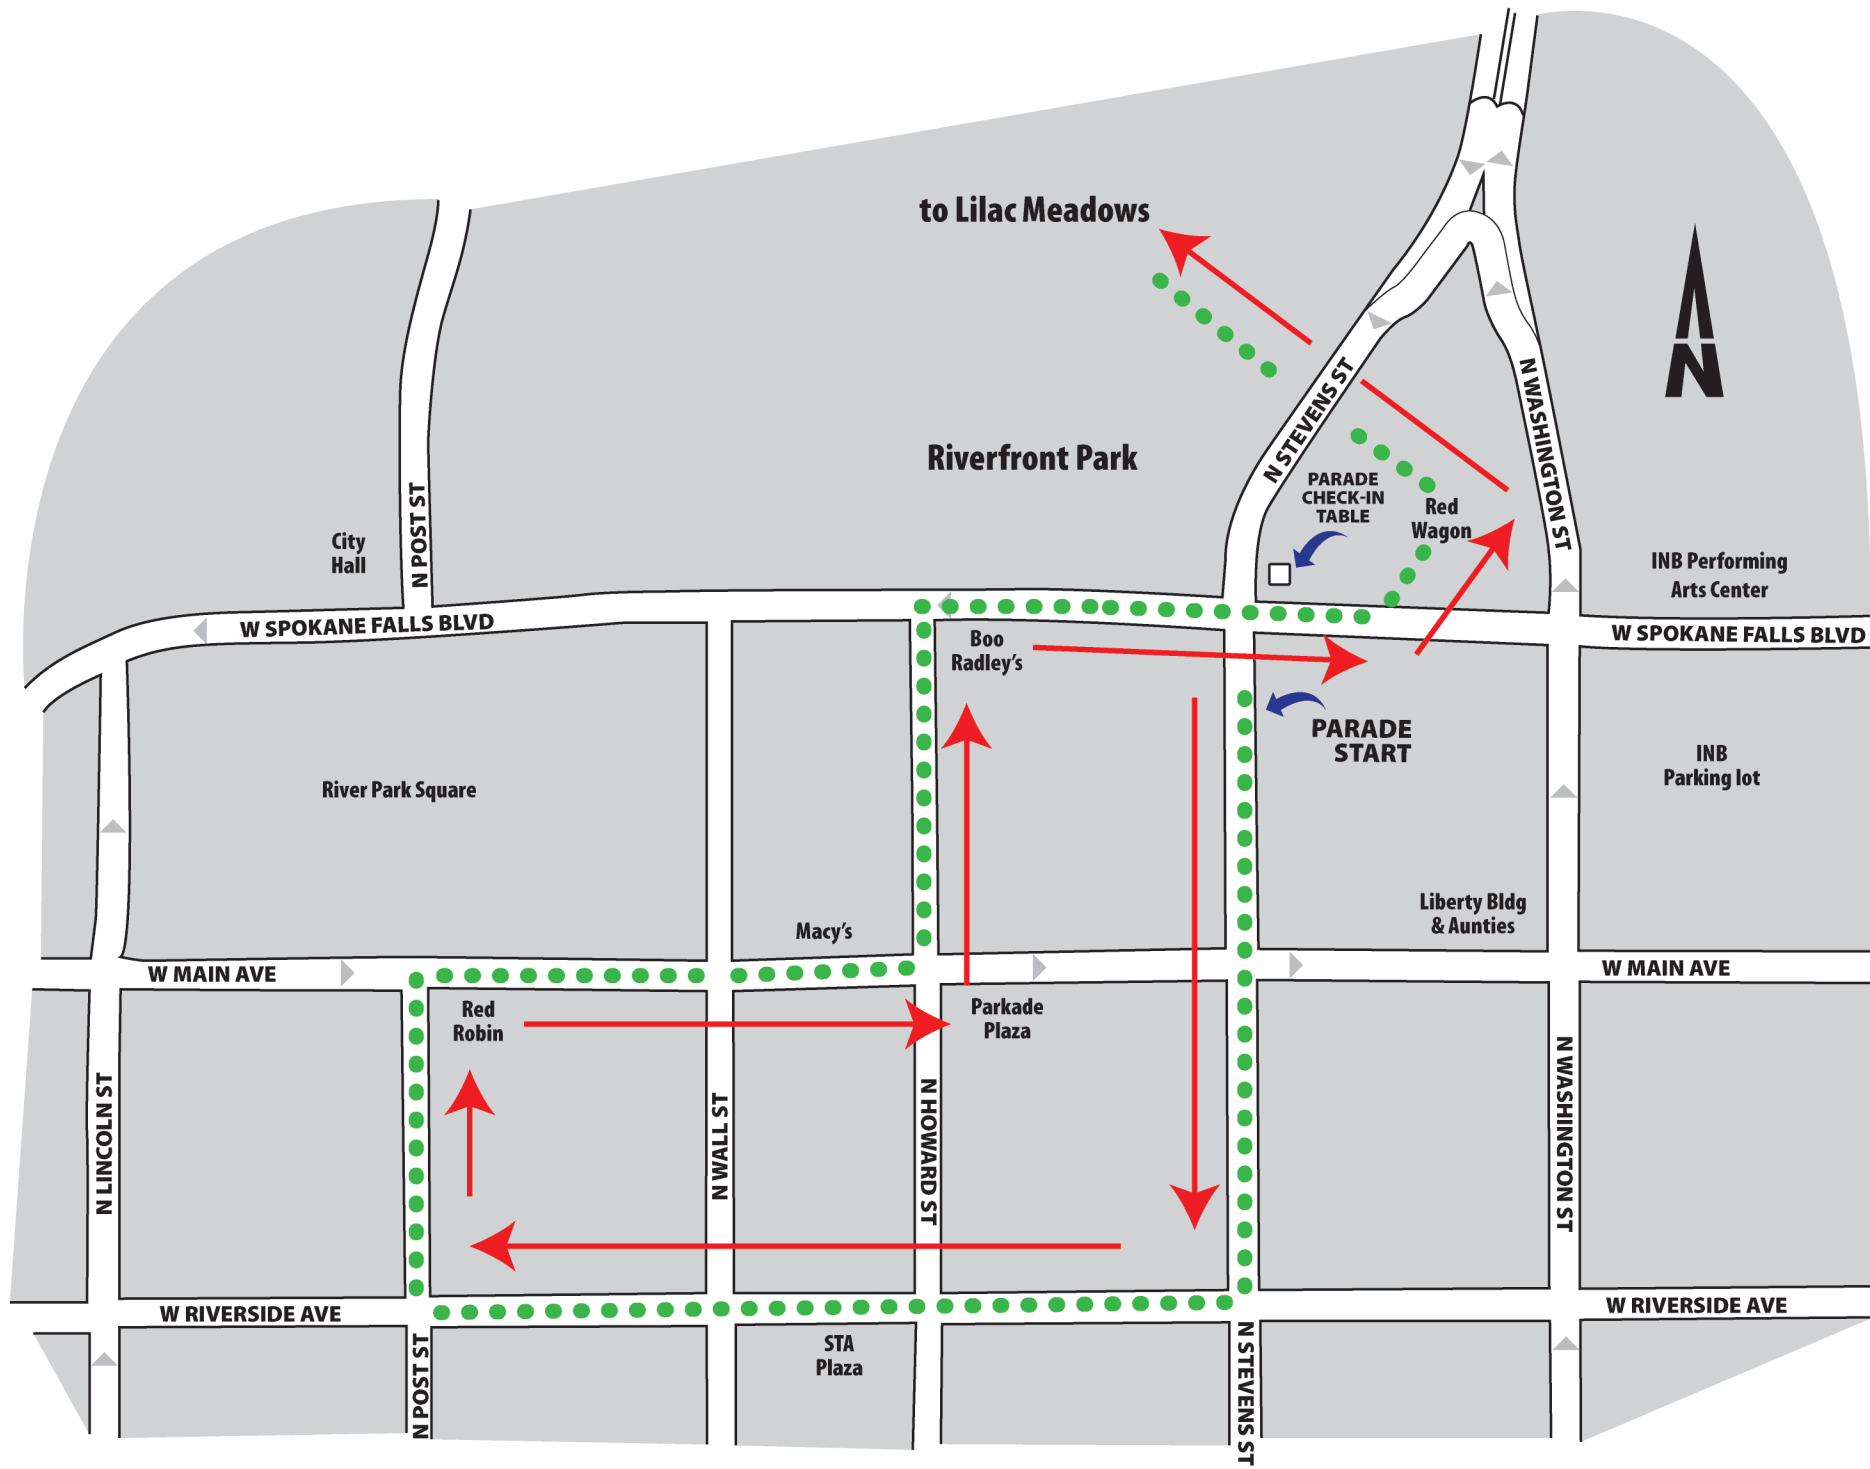 to Lilac Meadows
N STEVENS ST
N WASHINGTON ST
N
Riverfront Park
PARADE
CHECK-IN
TABLE
Red
Wagon
N POST ST
City
Hall
INB Performing
Arts Center
W SPOKANE FALLS BLVD
W SPOKANE FALLS BLVD
Boo
Radley's
PARADE
START
River Park Square
INB
Parking lot
Macy's
Liberty Bldg
& Aunties
W MAIN AVE
W MAIN AVE
Red
Robin
Parkade
Plaza
N LINCOLN ST
N WALL ST
N HOWARD ST
N WASHINGTON ST
W RIVERSIDE AVE
W RIVERSIDE AVE
N POST ST
STA
Plaza
N STEVENS ST